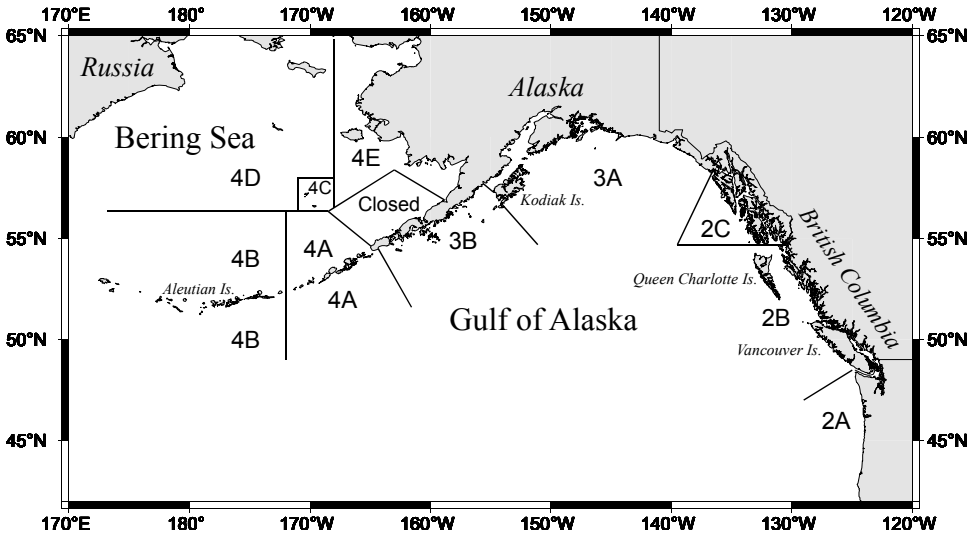 170°E 180° 170°W 160°W 150°W 140°W 130°W 120°W
65°N 65°N
Russia
Alaska
Bering Sea
60°N 60°N
4E
4D
4C
3A
Closed
Kodiak Is.
British Columbia
2C
55°N 55°N
4A
3B
4B
Queen Charlotte Is.
Aleutian Is.
4A
Gulf of Alaska
2B
50°N 50°N
4B
Vancouver Is.
2A
45°N 45°N
170°E 180° 170°W 160°W 150°W 140°W 130°W 120°W